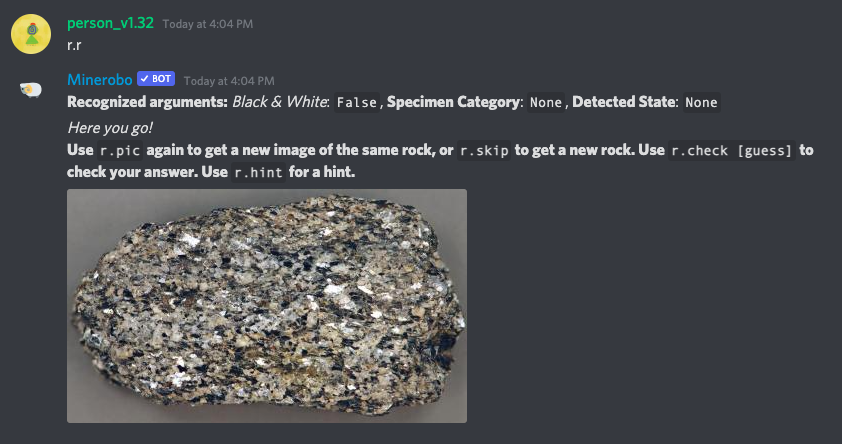 person_v1.32 Today at 4:04 PM
r.r
Minerobo ✓ BOT Today at 4:04 PM
Recognized arguments: Black & White: False, Specimen Category: None, Detected State: None
Here you go!
Use r.pic again to get a new image of the same rock, or r.skip to get a new rock. Use r.check [guess] to
check your answer. Use r.hint for a hint.